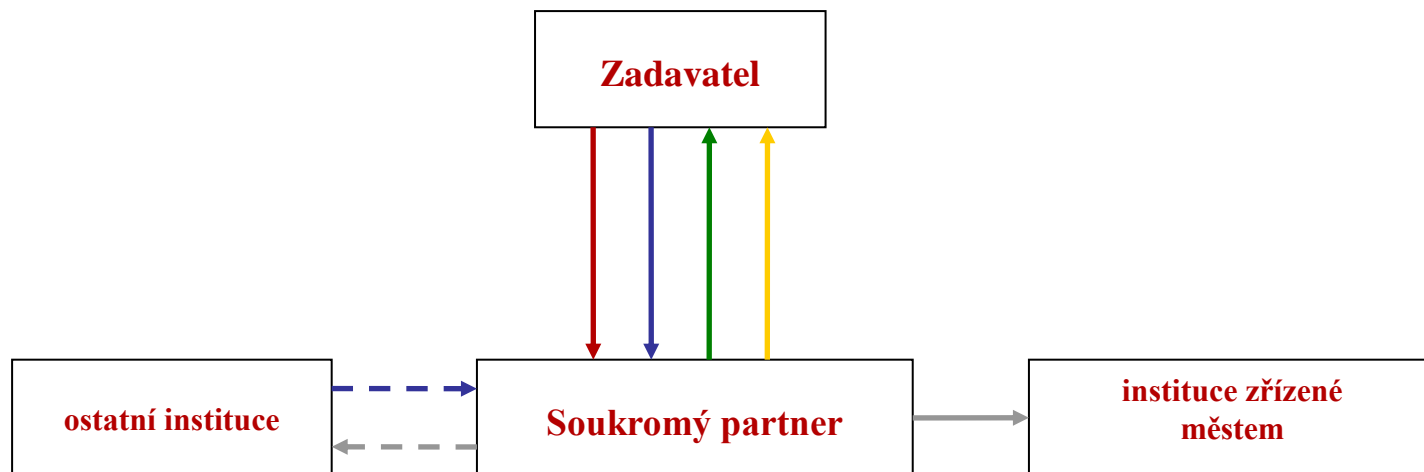 Zadavatel
ostatní instituce
Soukromý partner
instituce zřízené
městem